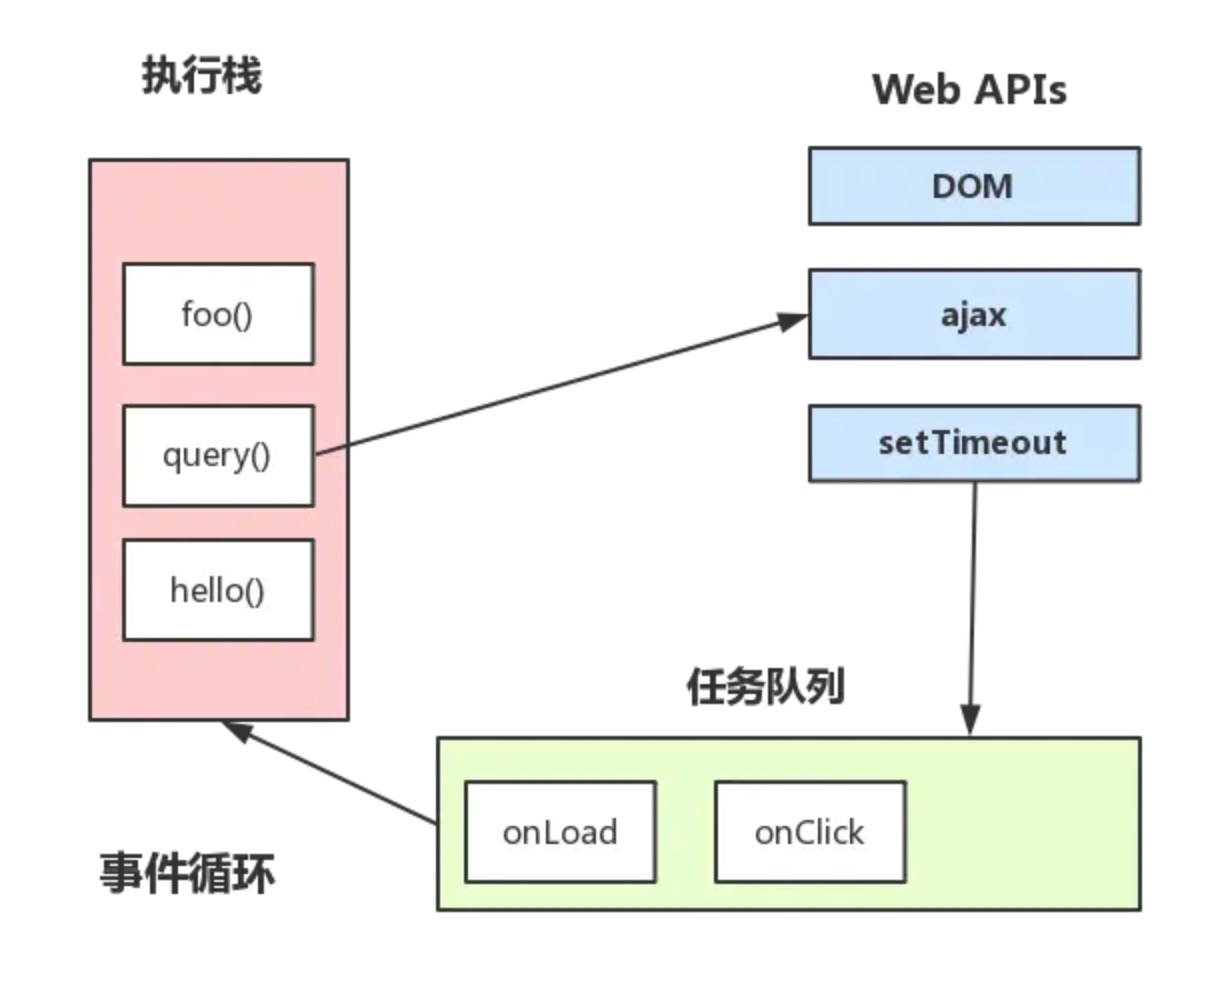 执行栈
foo()
query()
hello()
Web APIs
DOM
ajax
setTimeout
任务队列
onLoad
onClick
事件循环